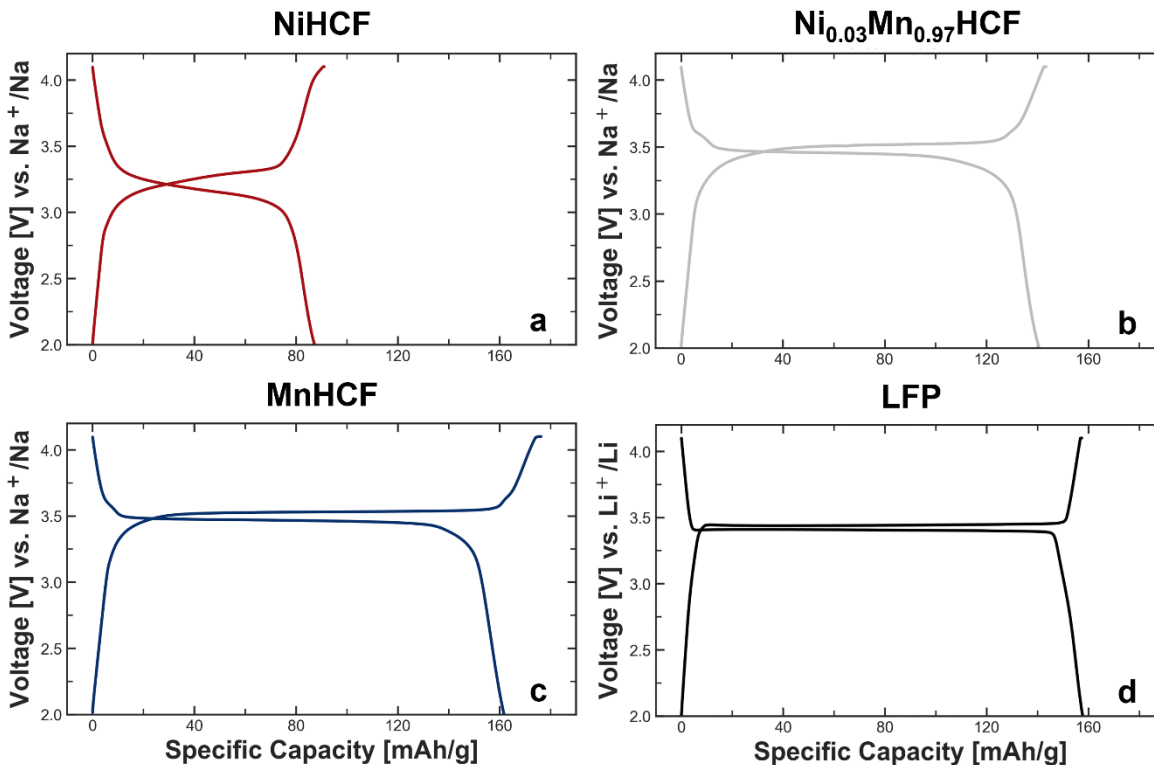 NiHCF
Ni0.03Mn0.97HCF
Voltage [V] vs. Na+/Na
4.0
3.5
3.0
2.5
2.0
0 40 80 120 160
a
Voltage [V] vs. Na+/Na
4.0
3.5
3.0
2.5
2.0
0 40 80 120 160
b
MnHCF
LFP
Voltage [V] vs. Na+/Na
4.0
3.5
3.0
2.5
2.0
0 40 80 120 160
Specific Capacity [mAh/g]
c
Voltage [V] vs. Li+/Li
4.0
3.5
3.0
2.5
2.0
0 40 80 120 160
Specific Capacity [mAh/g]
d